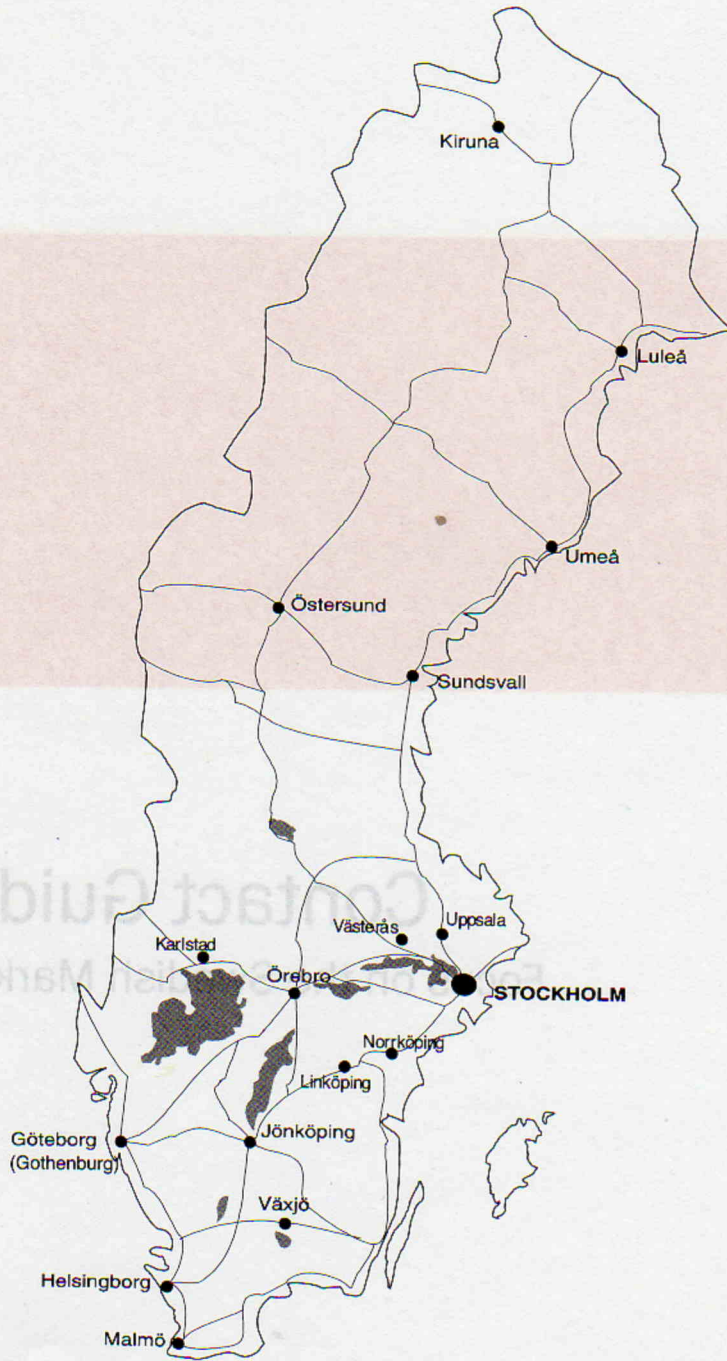 Kiruna
Luleå
Umeå
Östersund
Sundsvall
Contact Guid
Västerås
Uppsala
Karlstad
Örebro
STOCKHOLM
Norrköping
Linköping
Göteborg
(Gothenburg)
Jönköping
Växjö
Helsingborg
Malmö